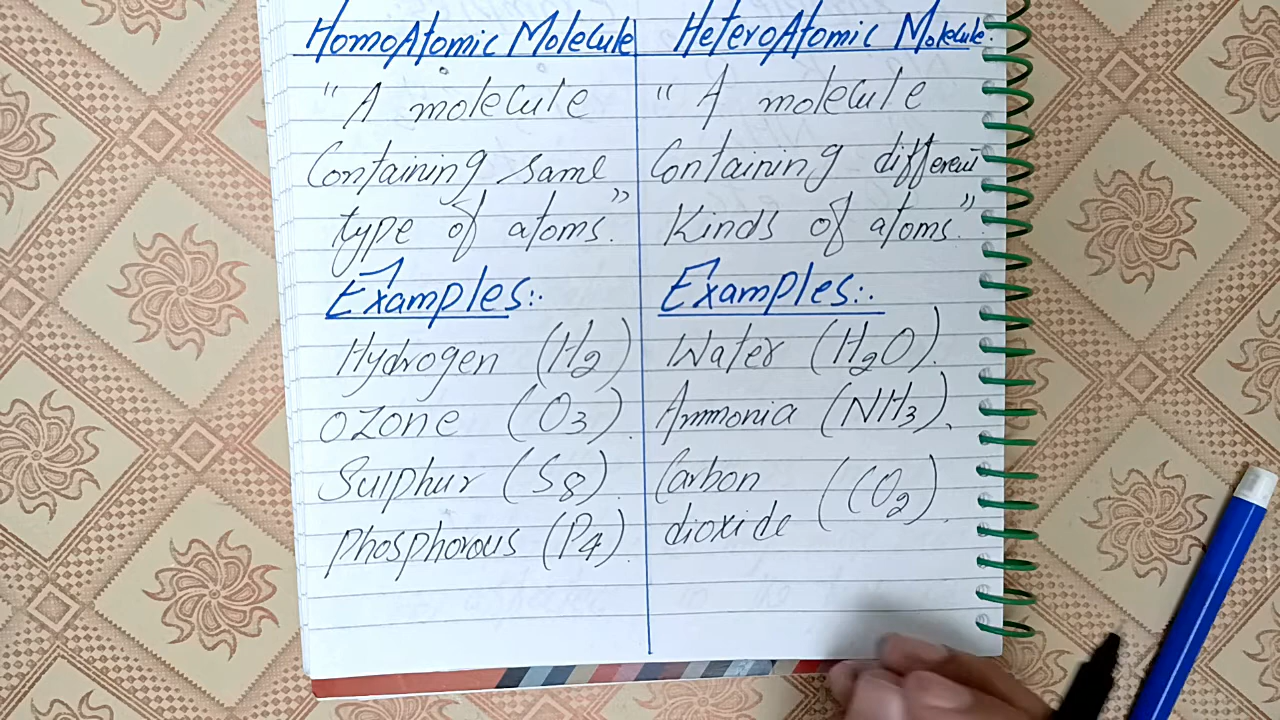 HomoAtomic Molecule
"A molecule
Containing same
type of atoms."
Examples:.
Hydrogen (H2)
Ozone (O3).
Sulphur (S8).
Phosphorous (P4).
HeteroAtomic Molecule.
"A molecule
Containing different
Kinds of atoms."
Examples:.
Water (H2O).
Ammonia (NH3).
Carbon
dioxide (CO2).